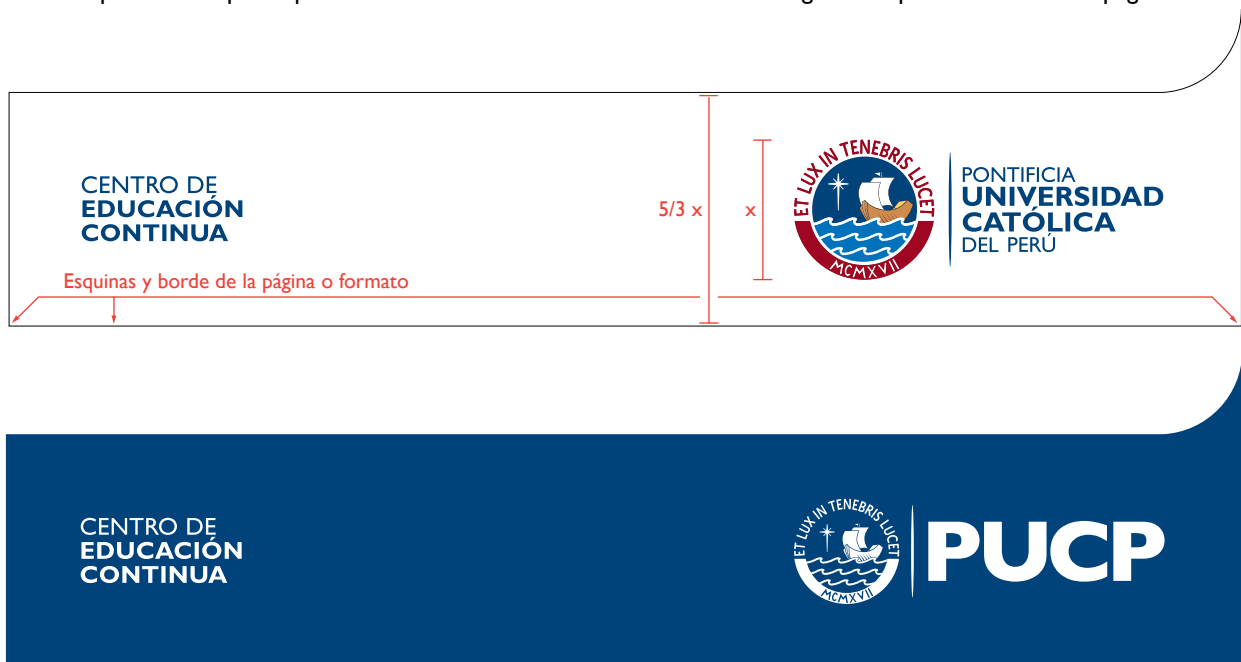 CENTRO DE
EDUCACIÓN
CONTINUA
Esquinas y borde de la página o formato
5/3 x
x
ET LUX IN TENEBRIS LUCET
MCMXVII
PONTIFICIA
UNIVERSIDAD
CATÓLICA
DEL PERÚ
CENTRO DE
EDUCACIÓN
CONTINUA
ET LUX IN TENEBRIS LUCET
MCMXVII
PUCP